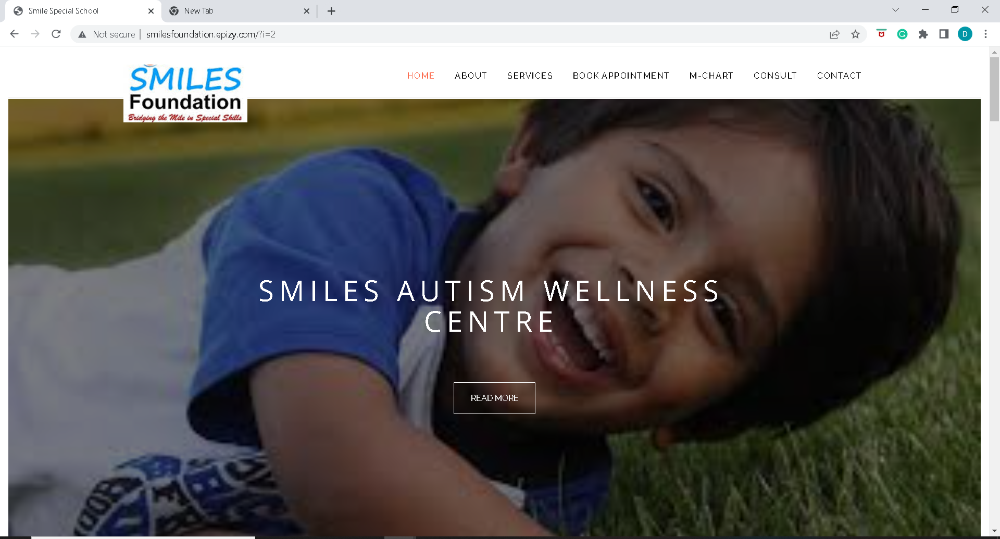 Smile Special School
New Tab
Not secure
smilesfoundation.epizy.com/?i=2
D
SMILES
Foundation
Bridging the Mile in Special Skills
HOME ABOUT SERVICES BOOK APPOINTMENT M-CHART CONSULT CONTACT
SMILES AUTISM WELLNESS
CENTRE
READ MORE